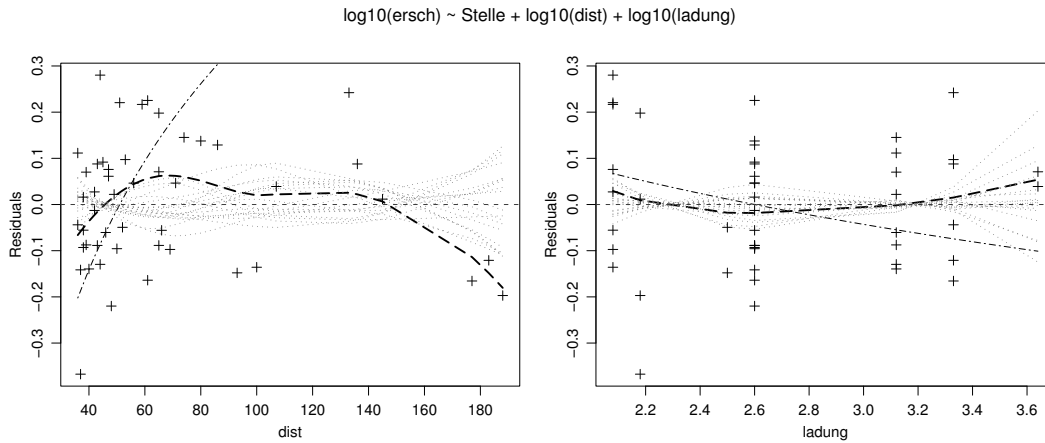 log10(ersch) ~ Stelle + log10(dist) + log10(ladung)
Residuals
0.3
0.2
0.1
0.0
−0.1
−0.2
−0.3
40 60 80 100 120 140 160 180
dist
Residuals
0.3
0.2
0.1
0.0
−0.1
−0.2
−0.3
2.2 2.4 2.6 2.8 3.0 3.2 3.4 3.6
ladung